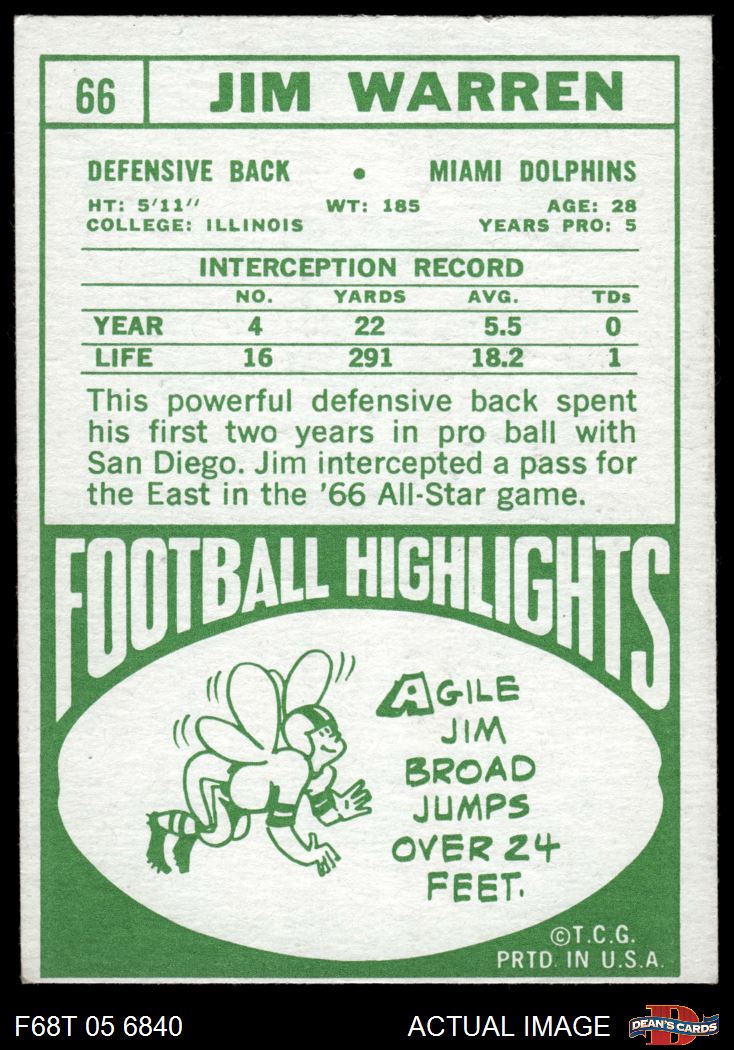 66 JIM WARREN
DEFENSIVE BACK • MIAMI DOLPHINS
HT: 5'11" WT: 185 AGE: 28
COLLEGE: ILLINOIS YEARS PRO: 5
INTERCEPTION RECORD
NO. YARDS AVG. TDs
YEAR 4 22 5.5 0
LIFE 16 291 18.2 1
This powerful defensive back spent
his first two years in pro ball with
San Diego. Jim intercepted a pass for
the East in the '66 All-Star game.
FOOTBALL HIGHLIGHTS
AGILE
JIM
BROAD
JUMPS
OVER 24
FEET.
©T.C.G.
PRTD. IN U.S.A.
F68T 05 6840 ACTUAL IMAGE D DEAN'S CARDS